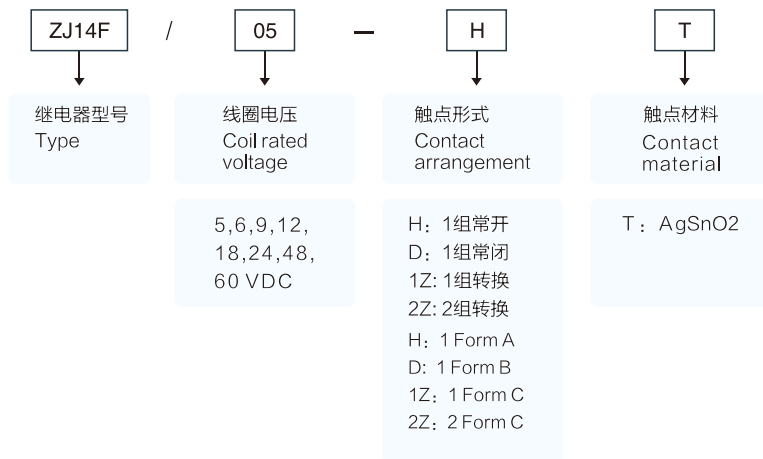 ZJ14F / 05 — H T
继电器型号
Type
线圈电压
Coil rated
voltage
触点形式
Contact
arrangement
触点材料
Contact
material
5,6,9,12,
18,24,48,
60 VDC
H：1组常开
D：1组常闭
1Z: 1组转换
2Z: 2组转换
H：1 Form A
D: 1 Form B
1Z：1 Form C
2Z：2 Form C
T：AgSnO2